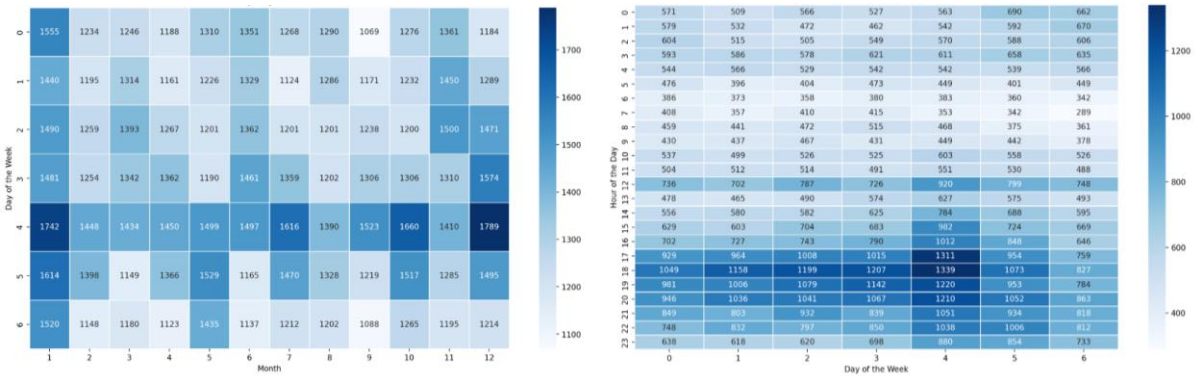 0 1555 1234 1246 1188 1310 1351 1268 1290 1069 1276 1361 1184
1 1440 1195 1314 1161 1226 1329 1124 1286 1171 1232 1450 1289
2 1490 1259 1393 1267 1201 1362 1201 1201 1238 1200 1500 1471
3 1481 1254 1342 1362 1190 1461 1359 1202 1306 1306 1310 1574
4 1742 1448 1434 1450 1499 1497 1616 1390 1523 1660 1410 1789
5 1614 1398 1149 1366 1529 1165 1470 1328 1219 1517 1285 1495
6 1520 1148 1180 1123 1435 1137 1212 1202 1088 1265 1195 1214
1 2 3 4 5 6 7 8 9 10 11 12
Month
Day of the Week
1700
1600
1500
1400
1300
1200
1100
0 571 509 566 527 563 690 662
1 579 532 472 462 542 592 670
2 604 515 505 549 570 588 606
3 593 586 578 621 611 658 635
4 544 566 529 542 542 539 566
5 476 396 404 473 449 401 449
6 386 373 358 380 383 360 342
7 408 357 410 415 353 342 289
8 459 441 472 515 468 375 361
9 430 437 467 431 449 442 378
10 537 499 526 525 603 558 526
11 504 512 514 491 551 530 488
12 736 702 787 726 920 799 748
13 478 465 490 574 627 575 493
14 556 580 582 625 784 688 595
15 629 603 704 683 982 724 669
16 702 727 743 790 1012 848 646
17 929 964 1008 1015 1311 954 759
18 1049 1158 1199 1207 1339 1073 827
19 981 1006 1079 1142 1220 953 784
20 946 1036 1041 1067 1210 1052 863
21 849 803 932 839 1051 934 818
22 748 832 797 850 1038 1006 812
23 638 618 620 698 880 854 733
0 1 2 3 4 5 6
Day of the Week
Hour of the Day
1200
1000
800
600
400